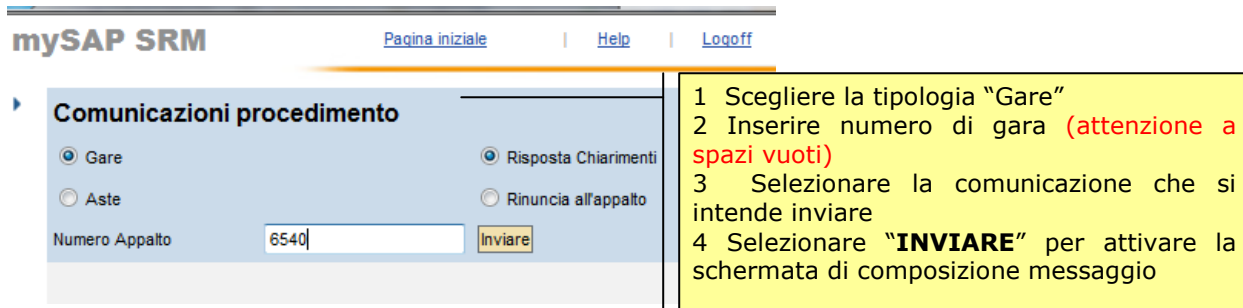 mySAP SRM
Pagina iniziale | Help | Logoff
Comunicazioni procedimento
Gare
Risposta Chiarimenti
Aste
Rinuncia all'appalto
Numero Appalto
6540
Inviare
1 Scegliere la tipologia “Gare”
2 Inserire numero di gara (attenzione a
spazi vuoti)
3 Selezionare la comunicazione che si
intende inviare
4 Selezionare “INVIARE” per attivare la
schermata di composizione messaggio